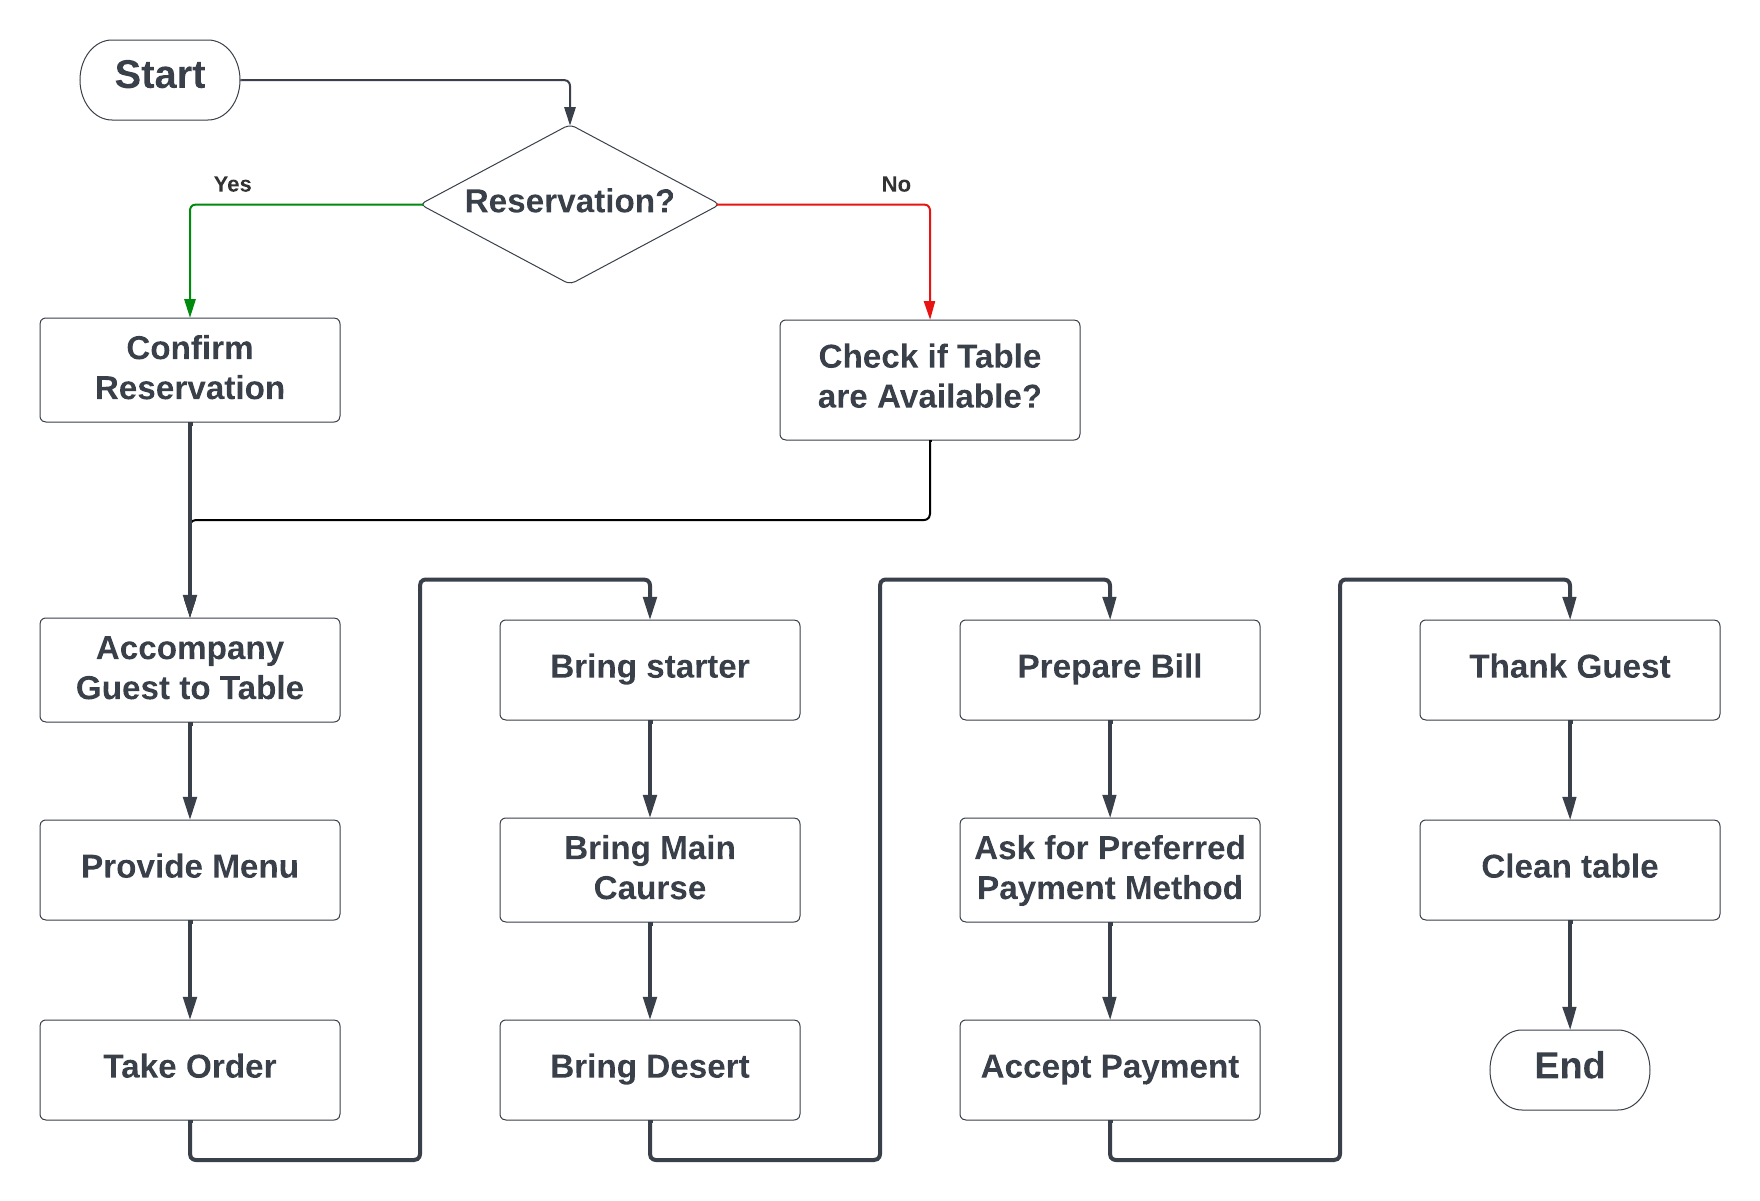 Start
Reservation?
Yes
No
Confirm
Reservation
Check if Table
are Available?
Accompany
Guest to Table
Provide Menu
Take Order
Bring starter
Bring Main
Caurse
Bring Desert
Prepare Bill
Ask for Preferred
Payment Method
Accept Payment
Thank Guest
Clean table
End